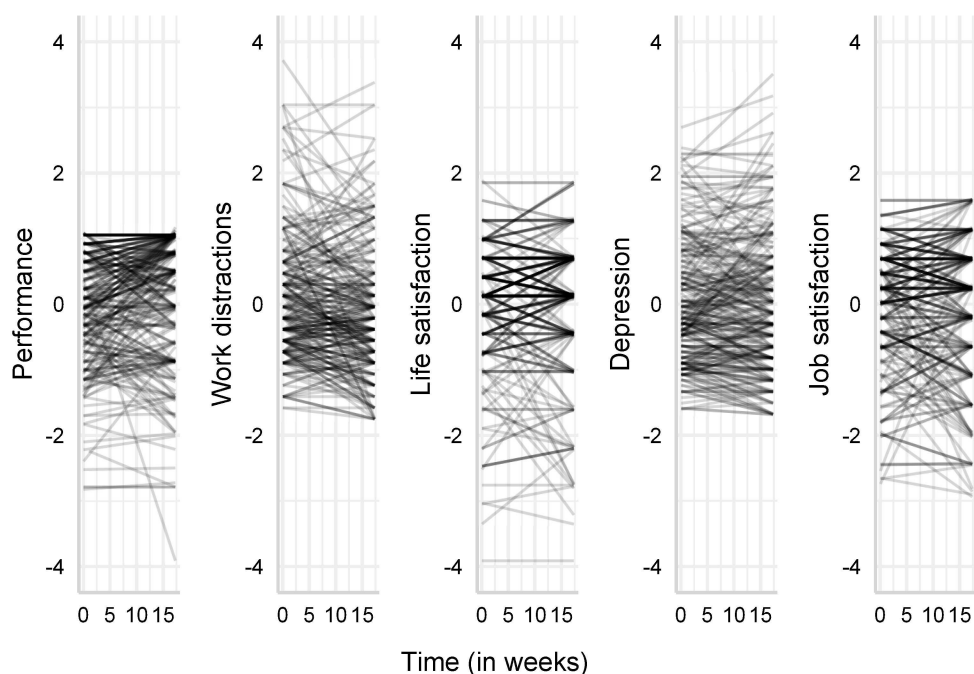 Performance
4
2
0
-2
-4
0 5 10 15
Work distractions
4
2
0
-2
-4
0 5 10 15
Life satisfaction
4
2
0
-2
-4
0 5 10 15
Depression
4
2
0
-2
-4
0 5 10 15
Job satisfaction
4
2
0
-2
-4
0 5 10 15
Time (in weeks)